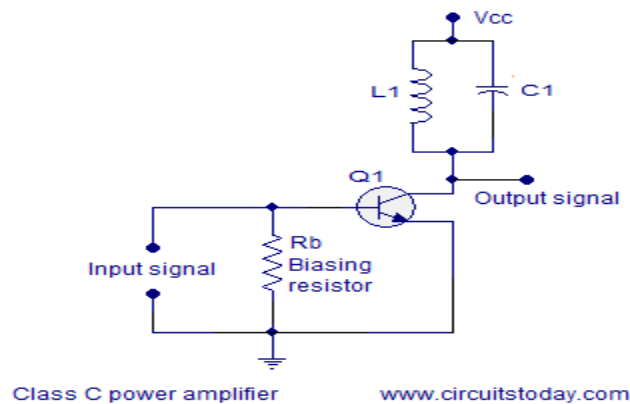 Vcc
L1
C1
Q1
Output signal
Rb
Biasing
resistor
Input signal
Class C power amplifier
www.circuitstoday.com